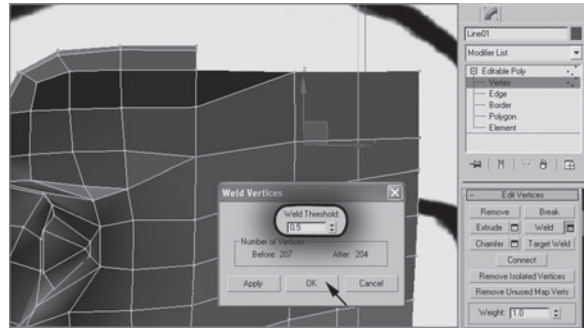 Line01
Modifier List
Editable Poly
Vertex
Edge
Border
Polygon
Element
Edit Vertices
Remove Break
Extrude Weld
Chamfer Target Weld
Connect
Remove Isolated Vertices
Remove Unused Map Verts
Weight: 1.0
Weld Vertices
Weld Threshold:
0.5
Number of Vertices
Before: 207 After: 204
Apply OK Cancel
z